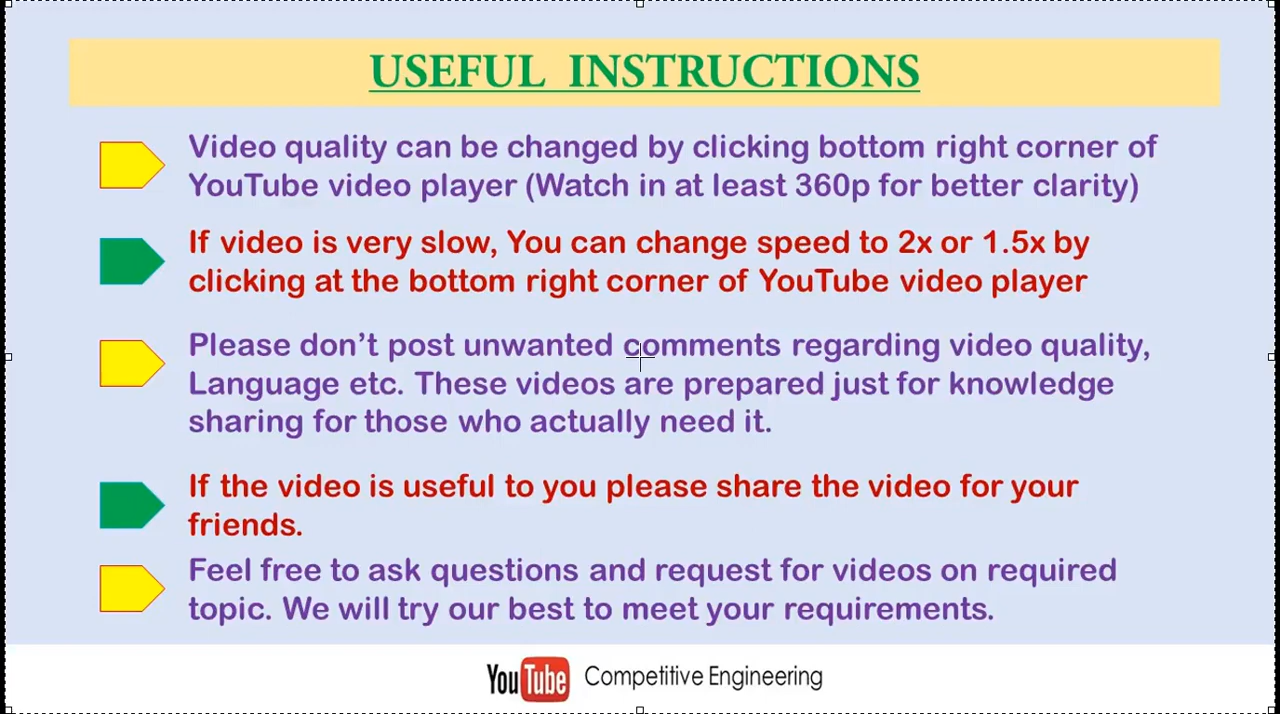 USEFUL INSTRUCTIONS
Video quality can be changed by clicking bottom right corner of
YouTube video player (Watch in at least 360p for better clarity)
If video is very slow, You can change speed to 2x or 1.5x by
clicking at the bottom right corner of YouTube video player
Please don’t post unwanted comments regarding video quality,
Language etc. These videos are prepared just for knowledge
sharing for those who actually need it.
If the video is useful to you please share the video for your
friends.
Feel free to ask questions and request for videos on required
topic. We will try our best to meet your requirements.
YouTube Competitive Engineering